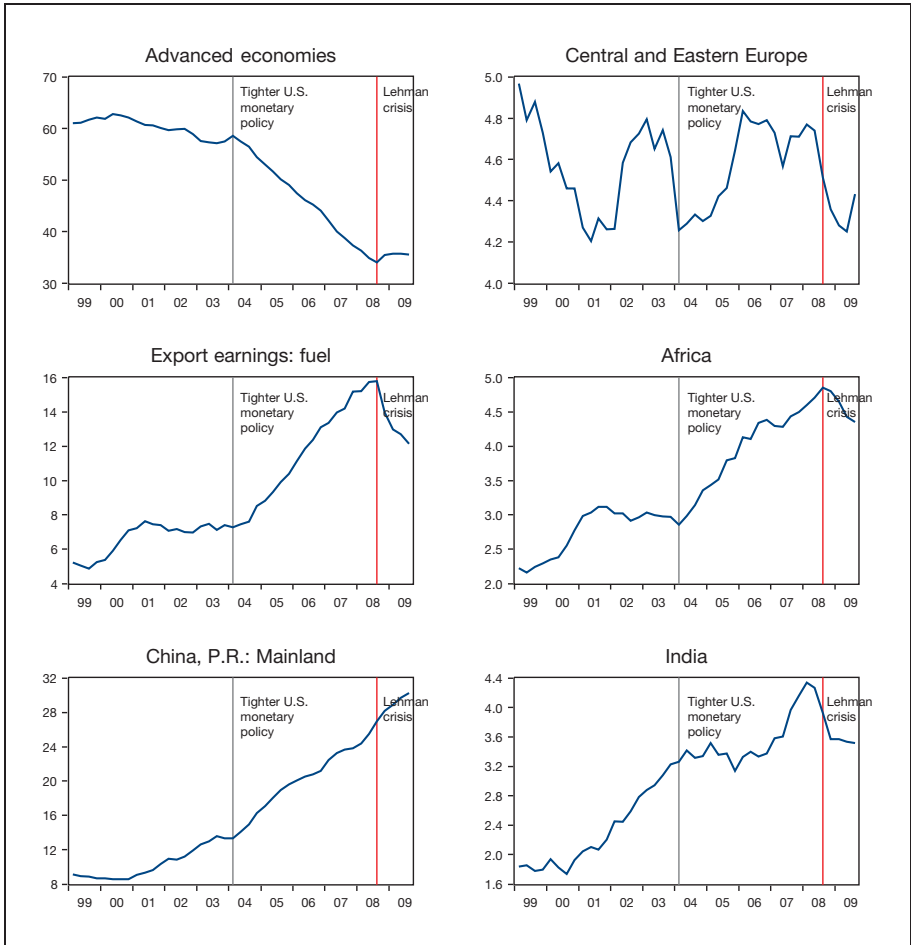 Advanced economies
70
60
50
40
30
Tighter U.S.
monetary
policy
Lehman
crisis
99 00 01 02 03 04 05 06 07 08 09
Central and Eastern Europe
5.0
4.8
4.6
4.4
4.2
4.0
Tighter U.S.
monetary
policy
Lehman
crisis
99 00 01 02 03 04 05 06 07 08 09
Export earnings: fuel
16
14
12
10
8
6
4
Tighter U.S.
monetary
policy
Lehman
crisis
99 00 01 02 03 04 05 06 07 08 09
Africa
5.0
4.5
4.0
3.5
3.0
2.5
2.0
Tighter U.S.
monetary
policy
Lehman
crisis
99 00 01 02 03 04 05 06 07 08 09
China, P.R.: Mainland
32
28
24
20
16
12
8
Tighter U.S.
monetary
policy
Lehman
crisis
99 00 01 02 03 04 05 06 07 08 09
India
4.4
4.0
3.6
3.2
2.8
2.4
2.0
1.6
Tighter U.S.
monetary
policy
Lehman
crisis
99 00 01 02 03 04 05 06 07 08 09